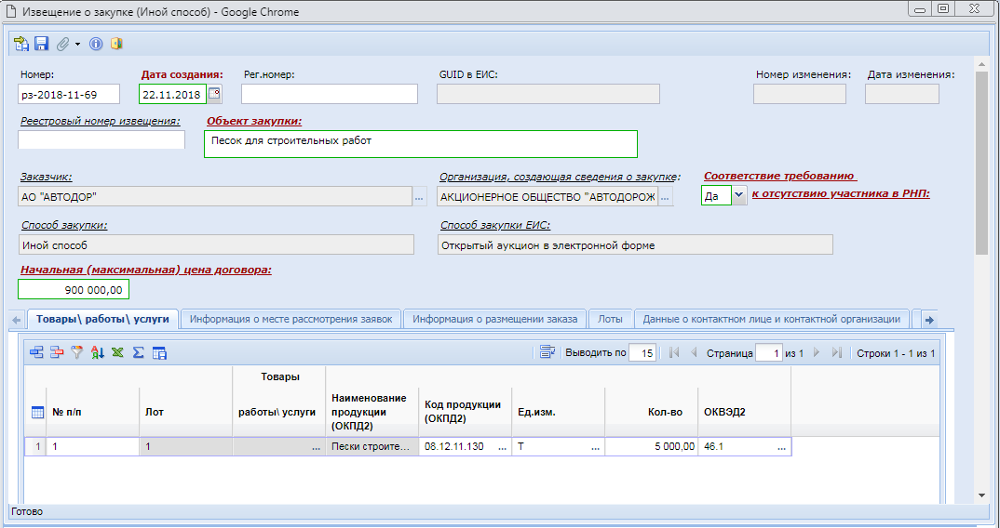 Извещение о закупке (Иной способ) - Google Chrome
Номер: Дата создания: Рег.номер: GUID в ЕИС: Номер изменения: Дата изменения:
рз-2018-11-69 22.11.2018
Реестровый номер извещения: Объект закупки:
Песок для строительных работ
Заказчик: Организация, создающая сведения о закупке: Соответствие требованию
АО "АВТОДОР" ... АКЦИОНЕРНОЕ ОБЩЕСТВО "АВТОДОРОЖ ... Да к отсутствию участника в РНП:
Способ закупки: Способ закупки ЕИС:
Иной способ Открытый аукцион в электронной форме
Начальная (максимальная) цена договора:
900 000,00
Товары\ работы\ услуги Информация о месте рассмотрения заявок Информация о размещении заказа Лоты Данные о контактном лице и контактной организации
Выводить по 15 Страница 1 из 1 Строки 1 - 1 из 1
№ п/п
Лот
Товары
работы\ услуги
Наименование
продукции
(ОКПД2)
Код продукции
(ОКПД2)
Ед.изм.
Кол-во
ОКВЭД2
1 1 1 ... Пески строите... 08.12.11.130 ... Т ... 5 000,00 46.1 ...
Готово